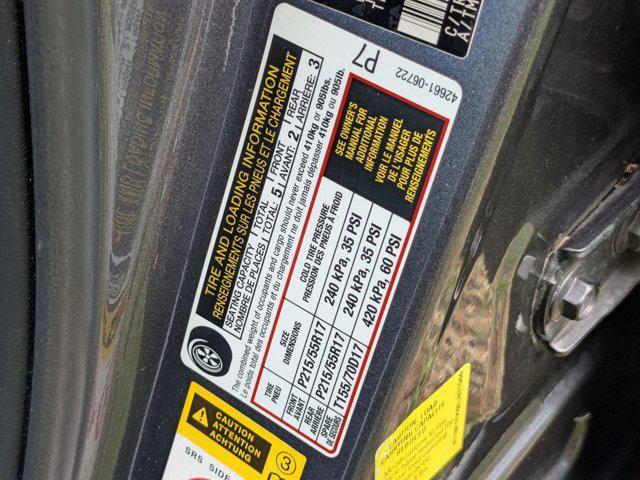 TIRE AND LOADING INFORMATION
RENSEIGNEMENTS SUR LES PNEUS ET LE CHARGEMENT
SEATING CAPACITY TOTAL 5 FRONT 2 REAR 3
NOMBRE DE PLACES TOTAL: AVANT: ARRIÈRE:
The combined weight of occupants and cargo should never exceed 410kg or 905lbs.
Le poids total des occupants et du chargement ne doit jamais dépasser 410kg ou 905lb.
TIRE PNEU
SIZE DIMENSIONS
COLD TIRE PRESSURE
PRESSION DES PNEUS À FROID
FRONT AVANT P215/55R17 240 kPa, 35 PSI
REAR ARRIÈRE P215/55R17 240 kPa, 35 PSI
SPARE DE SECOURS T155/70D17 420 kPa, 60 PSI
SEE OWNER'S
MANUAL FOR
ADDITIONAL
INFORMATION
VOIR LE MANUEL
DE L'USAGER
POUR PLUS DE
RENSEIGNEMENTS
P7
42661-06722
C/TR
A/TM
CAUTION
ATTENTION
ACHTUNG
3
SRS SIDE